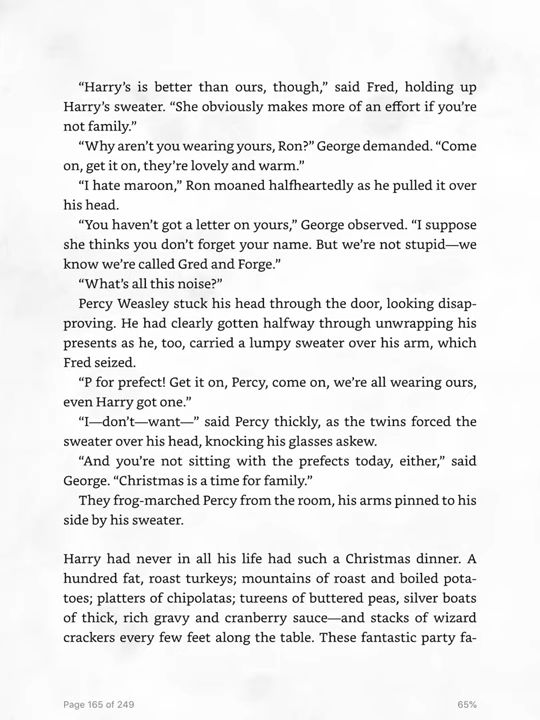 “Harry’s is better than ours, though,” said Fred, holding up
Harry’s sweater. “She obviously makes more of an effort if you’re
not family.”
“Why aren’t you wearing yours, Ron?” George demanded. “Come
on, get it on, they’re lovely and warm.”
“I hate maroon,” Ron moaned halfheartedly as he pulled it over
his head.
“You haven’t got a letter on yours,” George observed. “I suppose
she thinks you don’t forget your name. But we’re not stupid—we
know we’re called Gred and Forge.”
“What’s all this noise?”
Percy Weasley stuck his head through the door, looking disap-
proving. He had clearly gotten halfway through unwrapping his
presents as he, too, carried a lumpy sweater over his arm, which
Fred seized.
“P for prefect! Get it on, Percy, come on, we’re all wearing ours,
even Harry got one.”
“I—don’t—want—” said Percy thickly, as the twins forced the
sweater over his head, knocking his glasses askew.
“And you’re not sitting with the prefects today, either,” said
George. “Christmas is a time for family.”
They frog-marched Percy from the room, his arms pinned to his
side by his sweater.
Harry had never in all his life had such a Christmas dinner. A
hundred fat, roast turkeys; mountains of roast and boiled pota-
toes; platters of chipolatas; tureens of buttered peas, silver boats
of thick, rich gravy and cranberry sauce—and stacks of wizard
crackers every few feet along the table. These fantastic party fa-
Page 165 of 249
65%